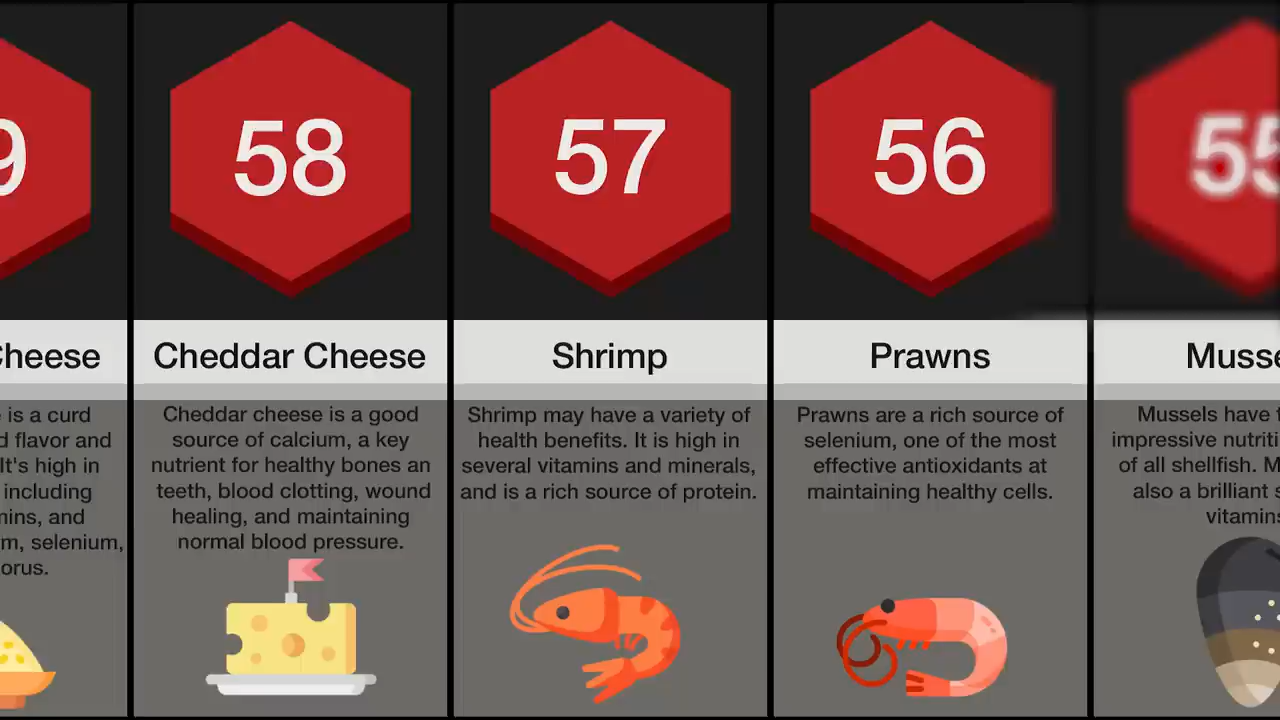 9
Cheese
is a curd
d flavor and
It's high in
including
mins, and
m, selenium,
orus.
58
Cheddar Cheese
Cheddar cheese is a good
source of calcium, a key
nutrient for healthy bones an
teeth, blood clotting, wound
healing, and maintaining
normal blood pressure.
57
Shrimp
Shrimp may have a variety of
health benefits. It is high in
several vitamins and minerals,
and is a rich source of protein.
56
Prawns
Prawns are a rich source of
selenium, one of the most
effective antioxidants at
maintaining healthy cells.
55
Musse
Mussels have
impressive nutriti
of all shellfish. M
also a brilliant s
vitamins